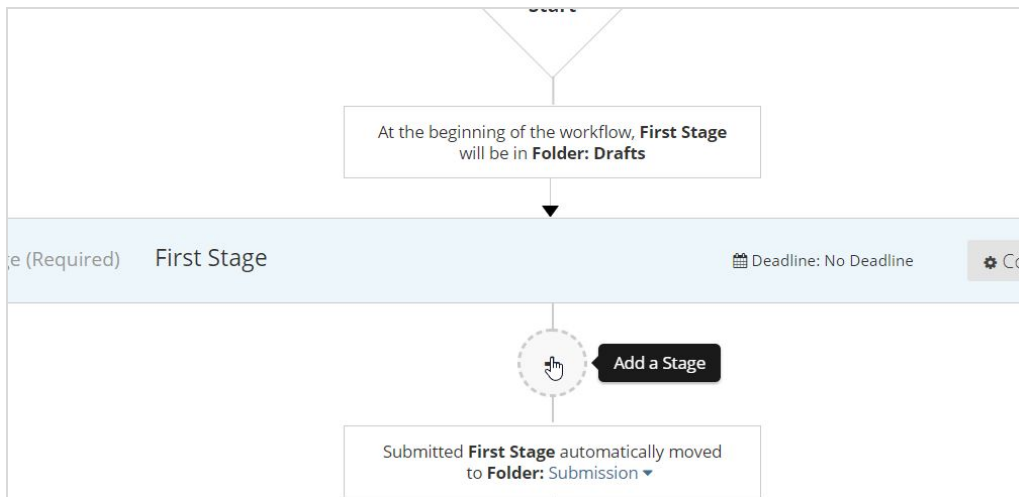 Start
At the beginning of the workflow, First Stage
will be in Folder: Drafts
(Required) First Stage Deadline: No Deadline
Add a Stage
Submitted First Stage automatically moved
to Folder: Submission